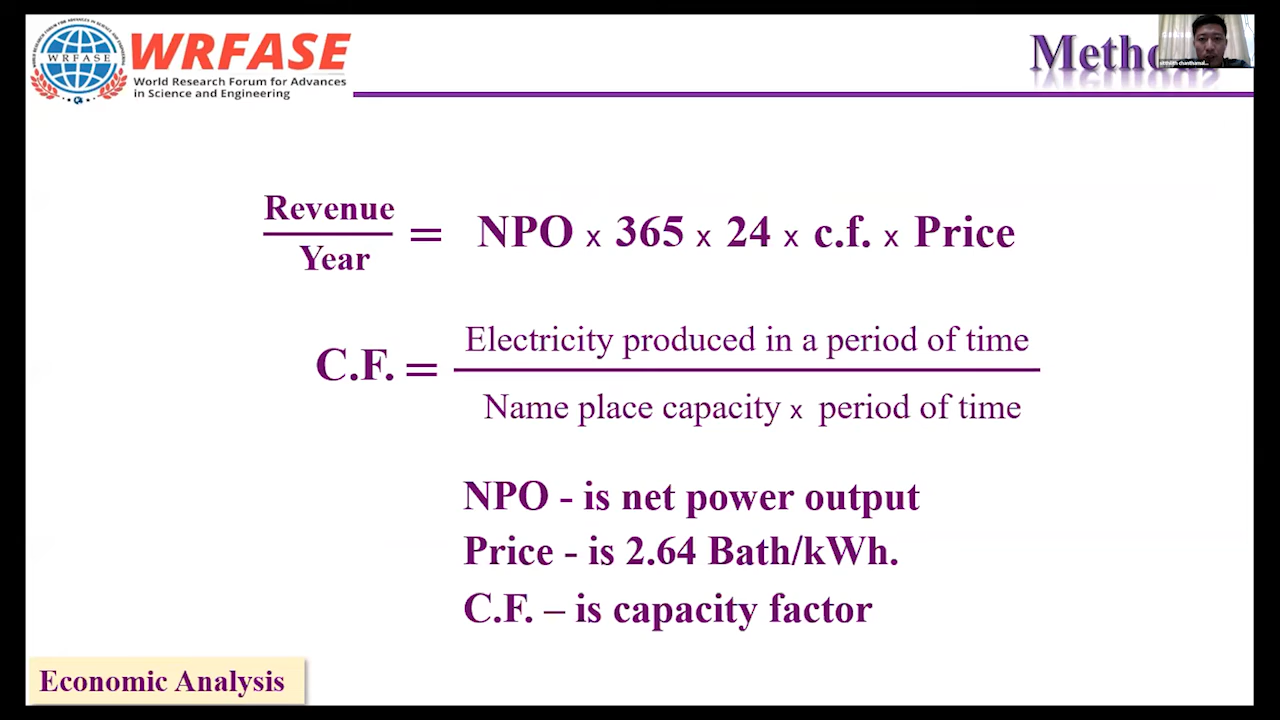 WRFASE
WRFASE
World Research Forum for Advances
in Science and Engineering
Revenue
Year
= NPO x 365 x 24 x c.f. x Price
C.F. =
Electricity produced in a period of time
Name place capacity x period of time
NPO - is net power output
Price - is 2.64 Bath/kWh.
C.F. – is capacity factor
Economic Analysis